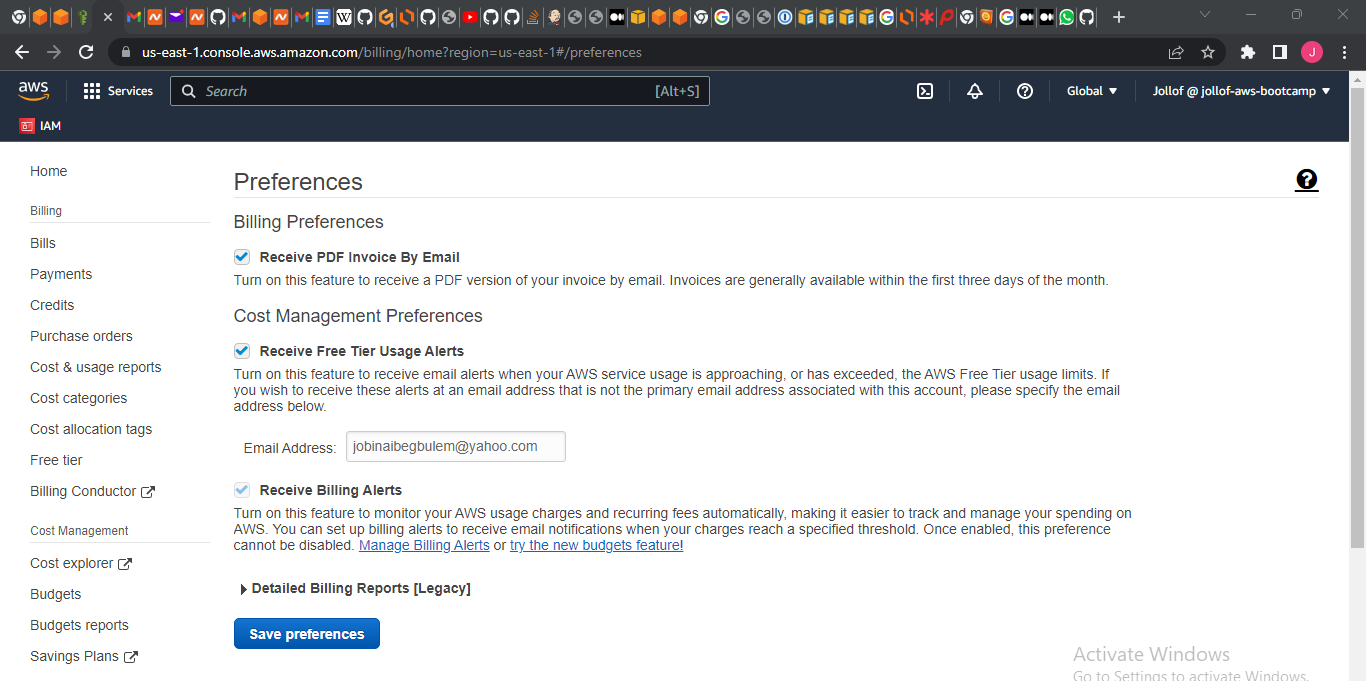 us-east-1.console.aws.amazon.com/billing/home?region=us-east-1#/preferences
J
aws
Services
Search
[Alt+S]
Global
Jollof @ jollof-aws-bootcamp
IAM
Home
Billing
Bills
Payments
Credits
Purchase orders
Cost & usage reports
Cost categories
Cost allocation tags
Free tier
Billing Conductor
Cost Management
Cost explorer
Budgets
Budgets reports
Savings Plans
Preferences
Billing Preferences
Receive PDF Invoice By Email
Turn on this feature to receive a PDF version of your invoice by email. Invoices are generally available within the first three days of the month.
Cost Management Preferences
Receive Free Tier Usage Alerts
Turn on this feature to receive email alerts when your AWS service usage is approaching, or has exceeded, the AWS Free Tier usage limits. If
you wish to receive these alerts at an email address that is not the primary email address associated with this account, please specify the email
address below.
Email Address: jobinaibegbulem@yahoo.com
Receive Billing Alerts
Turn on this feature to monitor your AWS usage charges and recurring fees automatically, making it easier to track and manage your spending on
AWS. You can set up billing alerts to receive email notifications when your charges reach a specified threshold. Once enabled, this preference
cannot be disabled. Manage Billing Alerts or try the new budgets feature!
Detailed Billing Reports [Legacy]
Save preferences
Activate Windows
Go to Settings to activate Windows.